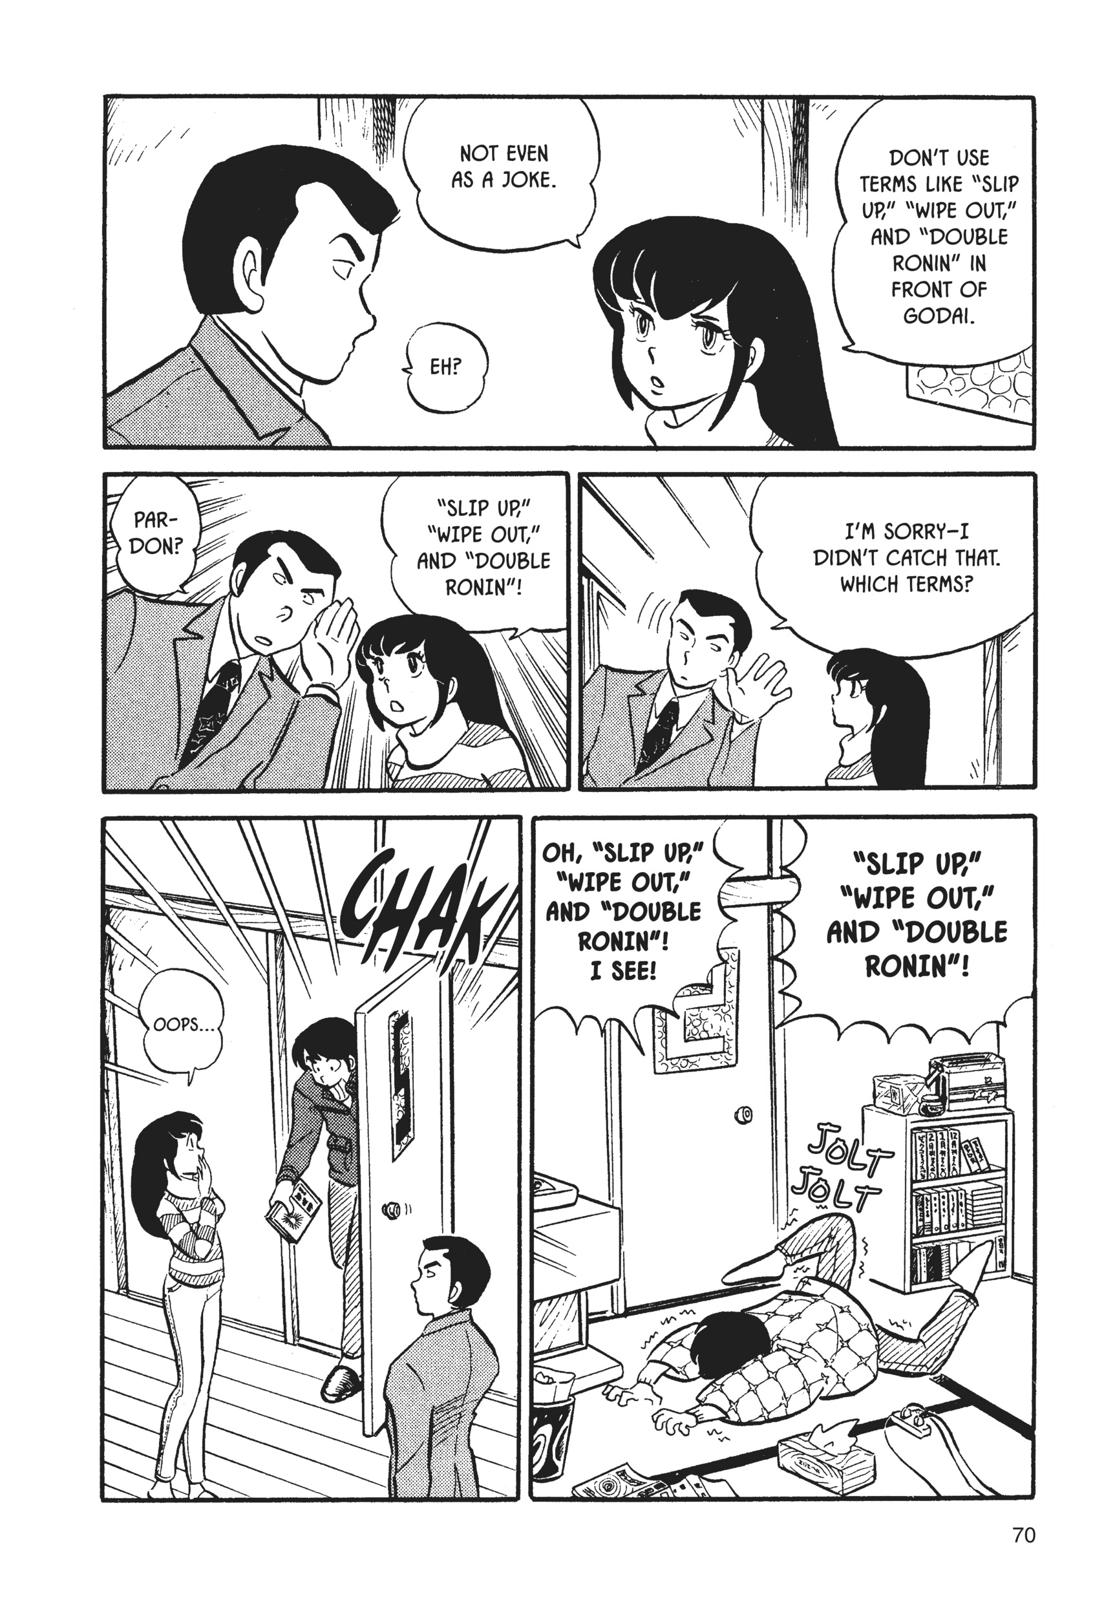 DON'T USE
TERMS LIKE "SLIP
UP," "WIPE OUT,"
AND "DOUBLE
RONIN" IN
FRONT OF
GODAI.
NOT EVEN
AS A JOKE.
EH?
I'M SORRY–I
DIDN'T CATCH THAT.
WHICH TERMS?
"SLIP UP,"
"WIPE OUT,"
AND "DOUBLE
RONIN"!
PAR-
DON?
"SLIP UP,"
"WIPE OUT,"
AND "DOUBLE
RONIN"!
OH, "SLIP UP,"
"WIPE OUT,"
AND "DOUBLE
RONIN"!
I SEE!
JOLT
JOLT
CHAK
OOPS...
70